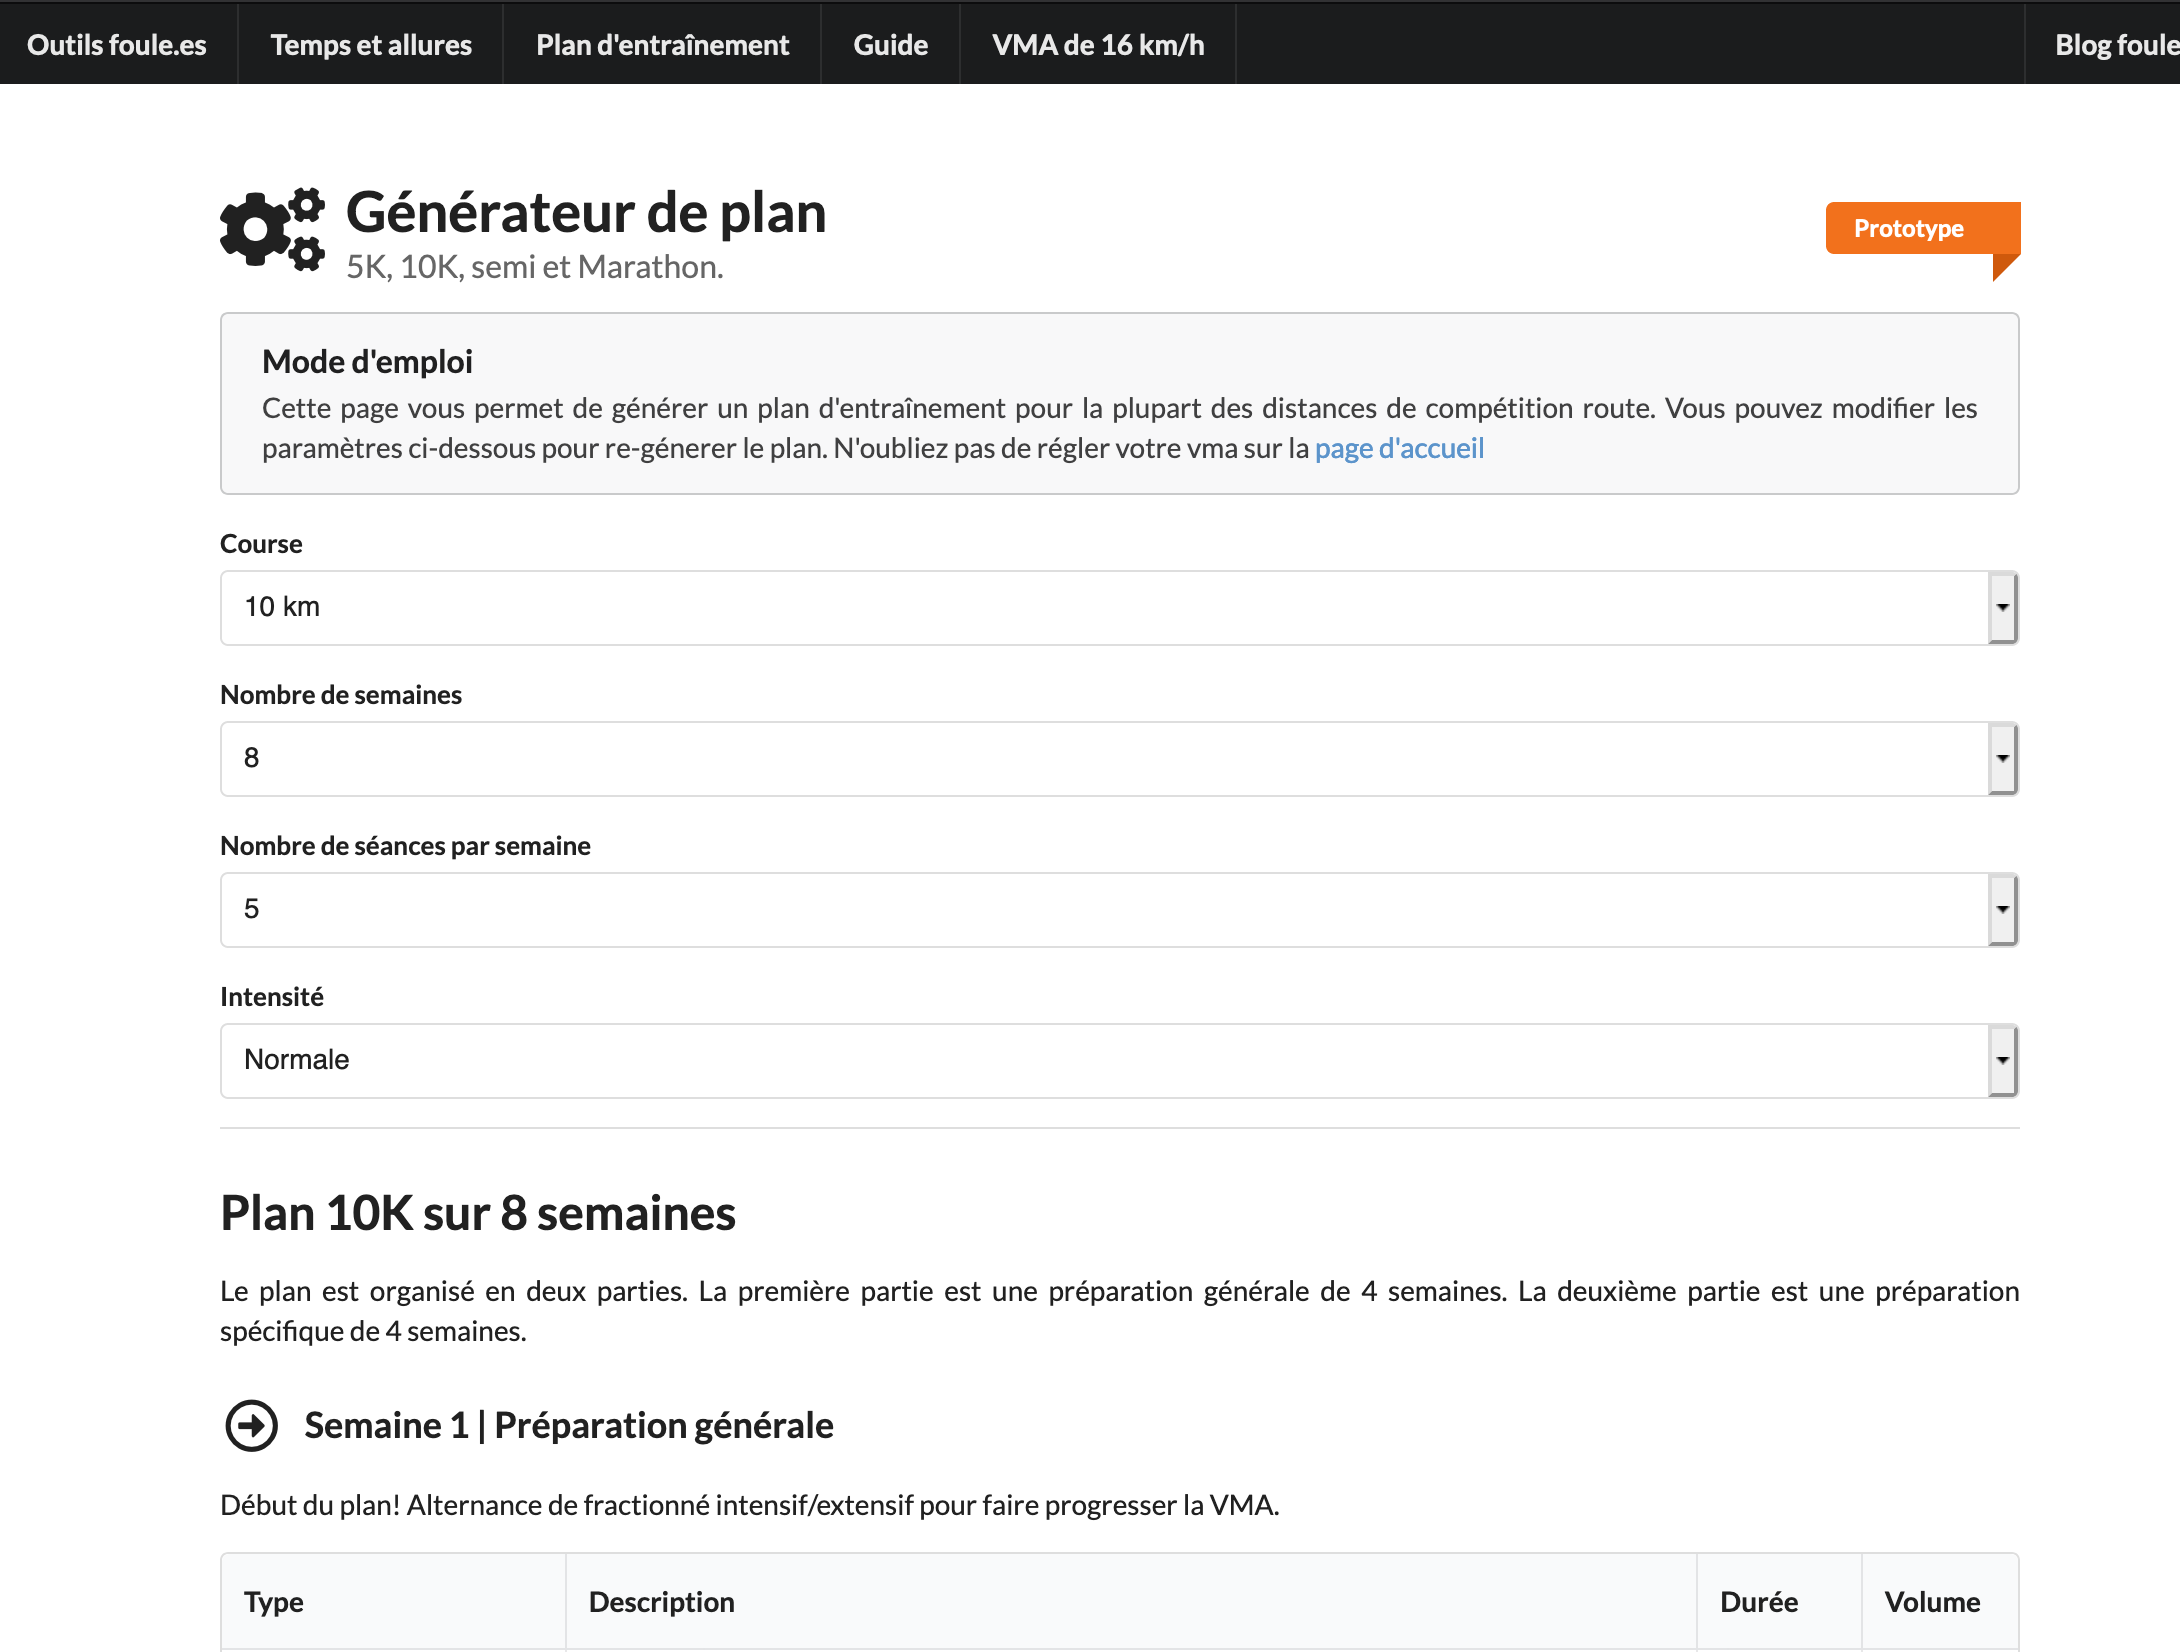 Outils foule.es
Temps et allures
Plan d'entraînement
Guide
VMA de 16 km/h
Blog foule
Générateur de plan
5K, 10K, semi et Marathon.
Prototype
Mode d'emploi
Cette page vous permet de générer un plan d'entraînement pour la plupart des distances de compétition route. Vous pouvez modifier les
paramètres ci-dessous pour re-génerer le plan. N'oubliez pas de régler votre vma sur la page d'accueil
Course
10 km
Nombre de semaines
8
Nombre de séances par semaine
5
Intensité
Normale
Plan 10K sur 8 semaines
Le plan est organisé en deux parties. La première partie est une préparation générale de 4 semaines. La deuxième partie est une préparation
spécifique de 4 semaines.
Semaine 1 | Préparation générale
Début du plan! Alternance de fractionné intensif/extensif pour faire progresser la VMA.
Type
Description
Durée
Volume